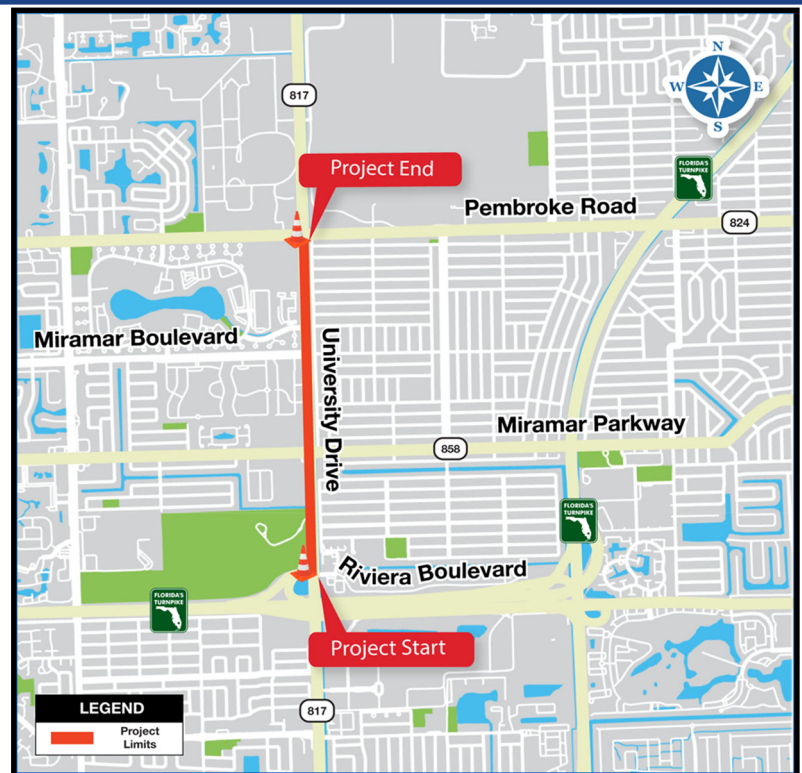 N
W E
S
817
Project End
FLORIDA'S
TURNPIKE
Pembroke Road
824
Miramar Boulevard
University Drive
Miramar Parkway
858
FLORIDA'S
TURNPIKE
Riviera Boulevard
FLORIDA'S
TURNPIKE
Project Start
817
LEGEND
Project
Limits